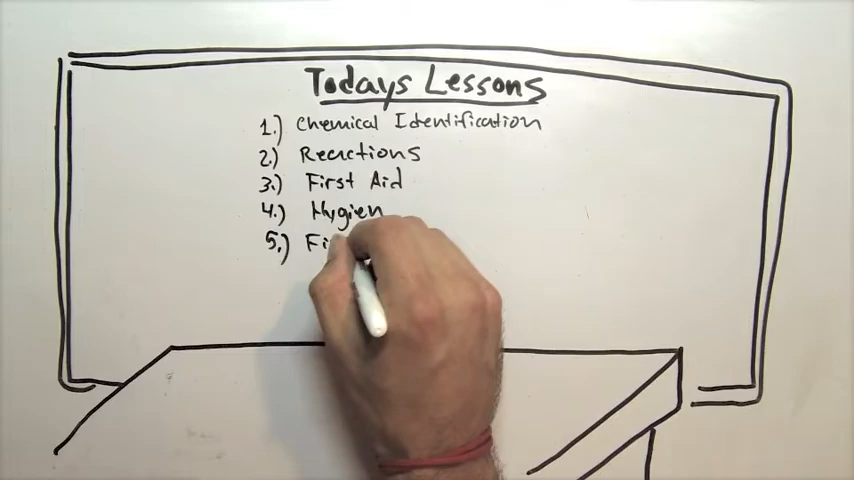 Todays Lessons
1.) Chemical Identification
2.) Reactions
3.) First Aid
4.) Hygien
5.) Fi